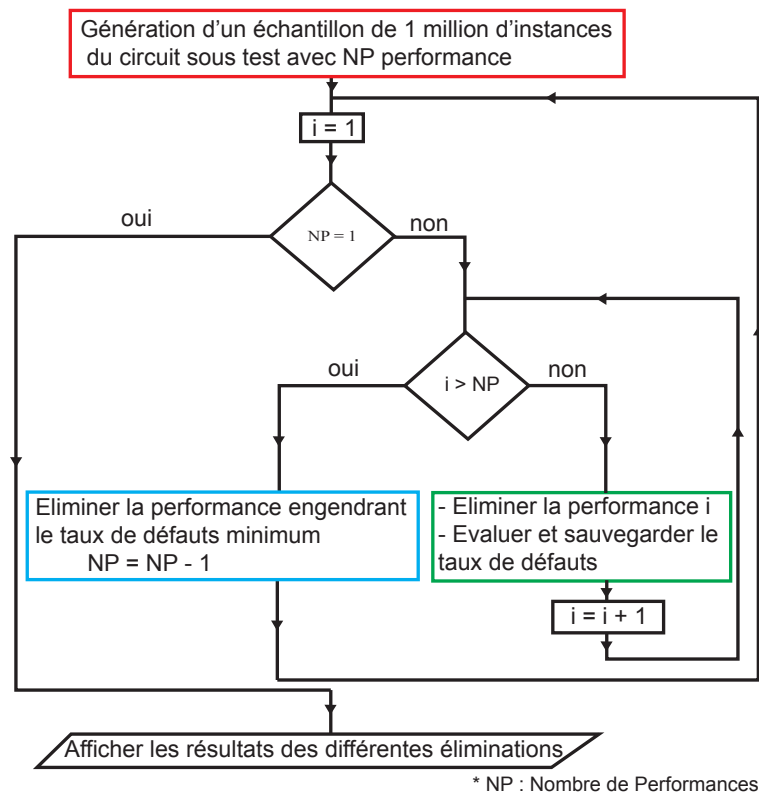 Génération d'un échantillon de 1 million d'instances
du circuit sous test avec NP performance
i = 1
oui
non
NP = 1
oui
non
i > NP
Eliminer la performance engendrant
le taux de défauts minimum
NP = NP - 1
- Eliminer la performance i
- Evaluer et sauvegarder le
taux de défauts
i = i + 1
Afficher les résultats des différentes éliminations
* NP : Nombre de Performances